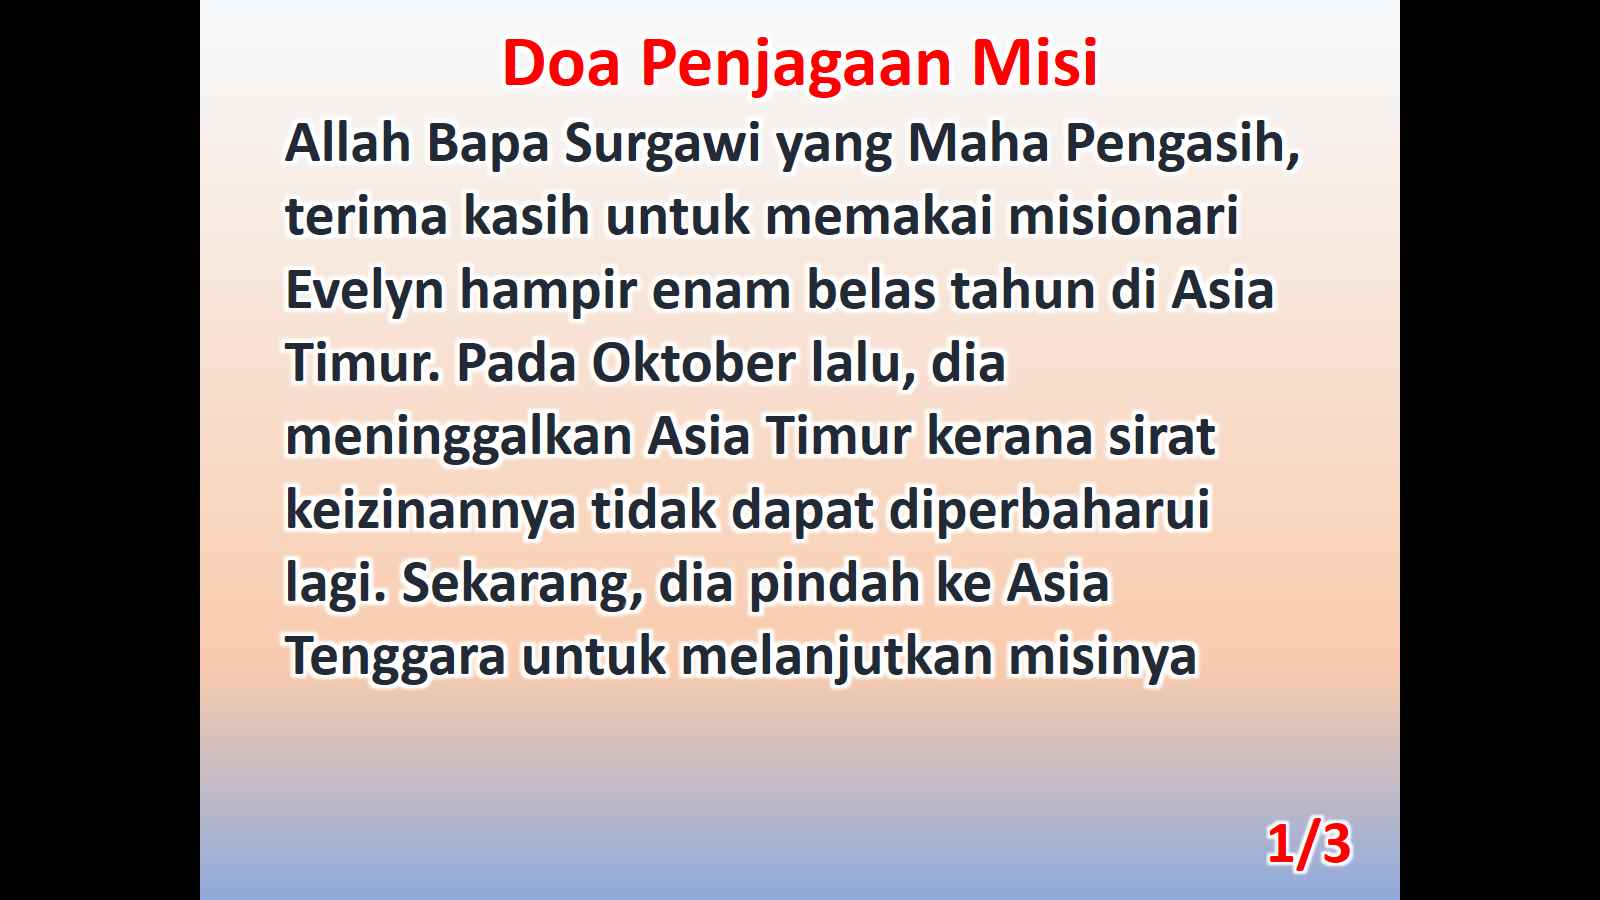 Doa Penjagaan Misi
Allah Bapa Surgawi yang Maha Pengasih,
terima kasih untuk memakai misionari
Evelyn hampir enam belas tahun di Asia
Timur. Pada Oktober lalu, dia
meninggalkan Asia Timur kerana sirat
keizinannya tidak dapat diperbaharui
lagi. Sekarang, dia pindah ke Asia
Tenggara untuk melanjutkan misinya
1/3